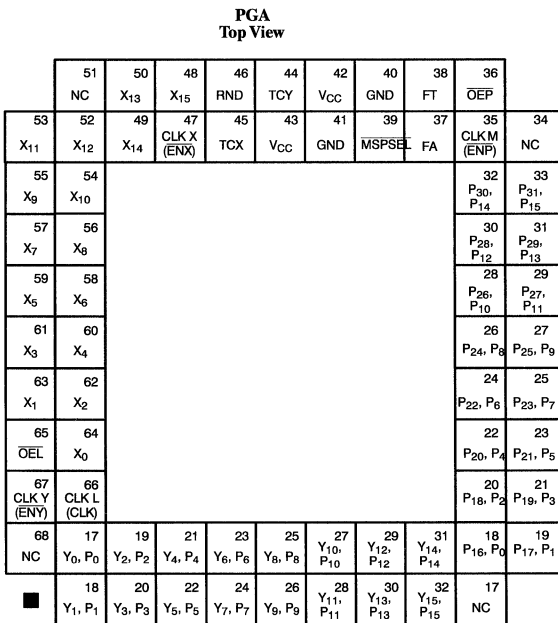 PGA
Top View
51 50 48 46 44 42 40 38 36
NC X13 X15 RND TCY VCC GND FT OEP
53 52 49 47 45 43 41 39 37 35 34
X11 X12 X14 CLK X (ENX) TCX VCC GND MSPSEL FA CLK M (ENP) NC
55 54 32 33
X9 X10 P30, P14 P31, P15
57 56 30 31
X7 X8 P28, P12 P29, P13
59 58 28 29
X5 X6 P26, P10 P27, P11
61 60 26 27
X3 X4 P24, P8 P25, P9
63 62 24 25
X1 X2 P22, P6 P23, P7
65 64 22 23
OEL X0 P20, P4 P21, P5
67 66 20 21
CLK Y (ENY) CLK L (CLK) P18, P2 P19, P3
68 17 19 21 23 25 27 29 31 18 19
NC Y0, P0 Y2, P2 Y4, P4 Y6, P6 Y8, P8 Y10, P10 Y12, P12 Y14, P14 P16, P0 P17, P1
18 20 22 24 26 28 30 32 17
Y1, P1 Y3, P3 Y5, P5 Y7, P7 Y9, P9 Y11, P11 Y13, P13 Y15, P15 NC